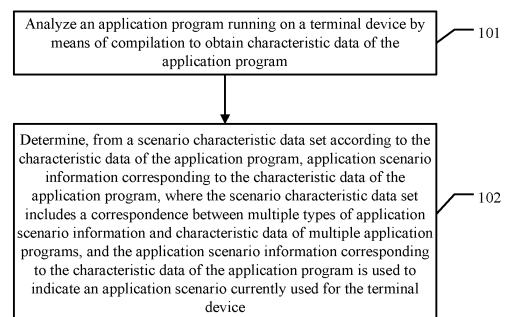 Analyze an application program running on a terminal device by
means of compilation to obtain characteristic data of the
application program
101
Determine, from a scenario characteristic data set according to the
characteristic data of the application program, application scenario
information corresponding to the characteristic data of the
application program, where the scenario characteristic data set
includes a correspondence between multiple types of application
scenario information and characteristic data of multiple application
programs, and the application scenario information corresponding
to the characteristic data of the application program is used to
indicate an application scenario currently used for the terminal
device
102